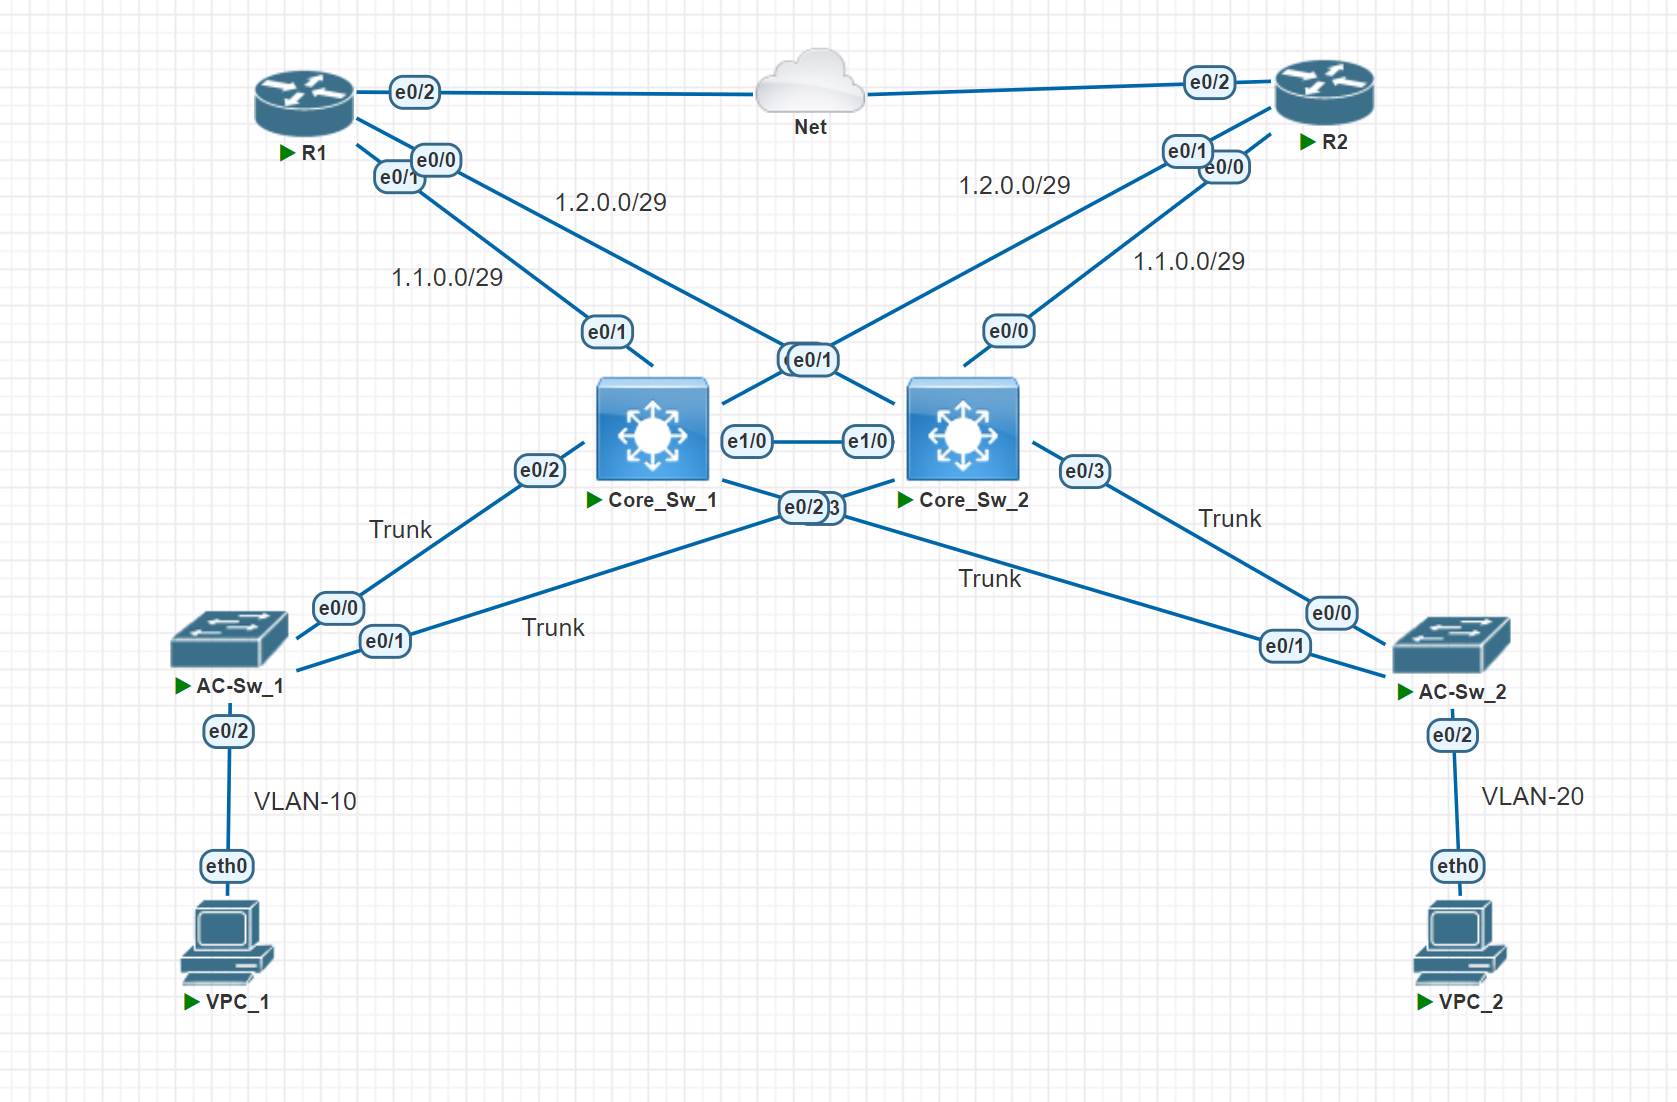 e0/2
e0/2
Net
R1
R2
e0/0
e0/1
e0/1
e0/0
1.2.0.0/29
1.2.0.0/29
1.1.0.0/29
1.1.0.0/29
e0/1
e0/0
e0/1
e1/0
e1/0
e0/2
e0/3
Core_Sw_1
Core_Sw_2
e0/2
3
Trunk
Trunk
Trunk
Trunk
e0/0
e0/0
e0/1
e0/1
AC-Sw_1
AC-Sw_2
e0/2
e0/2
VLAN-10
VLAN-20
eth0
eth0
VPC_1
VPC_2